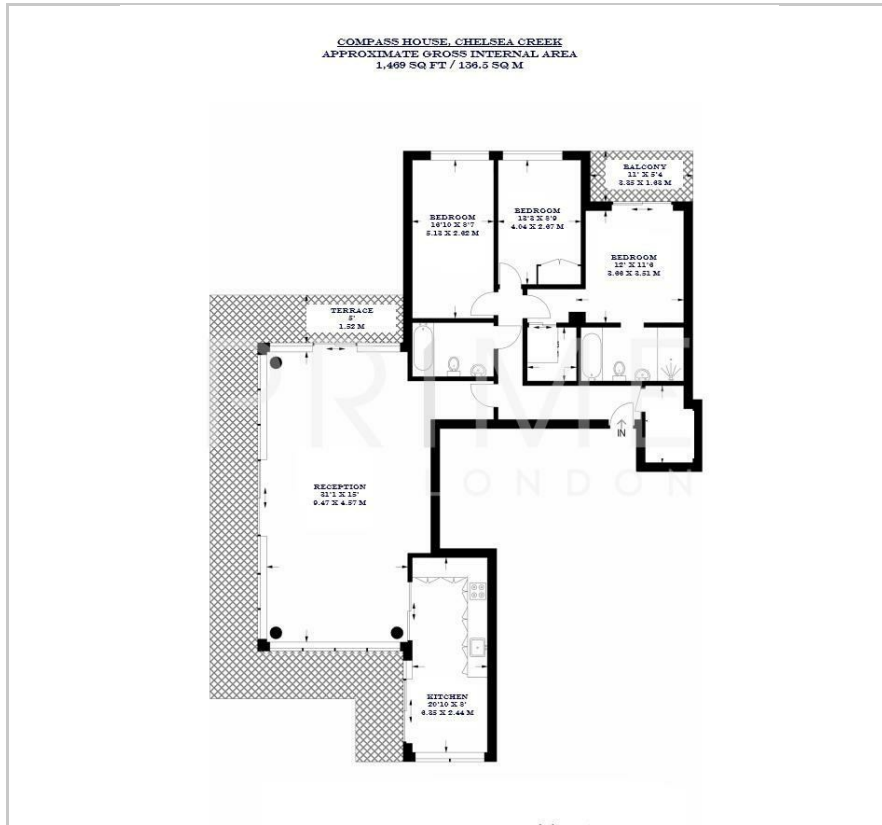 COMPASS HOUSE, CHELSEA CREEK
APPROXIMATE GROSS INTERNAL AREA
1,469 SQ FT / 136.5 SQ M
BALCONY
11' X 5'4
3.35 X 1.63 M
BEDROOM
16'10 X 8'7
5.13 X 2.62 M
BEDROOM
13'3 X 8'9
4.04 X 2.67 M
BEDROOM
12' X 11'6
3.66 X 3.51 M
TERRACE
5'
1.52 M
PRIME
LONDON
IN
RECEPTION
31'1 X 15'
9.47 X 4.57 M
KITCHEN
20'10 X 8'
6.35 X 2.44 M